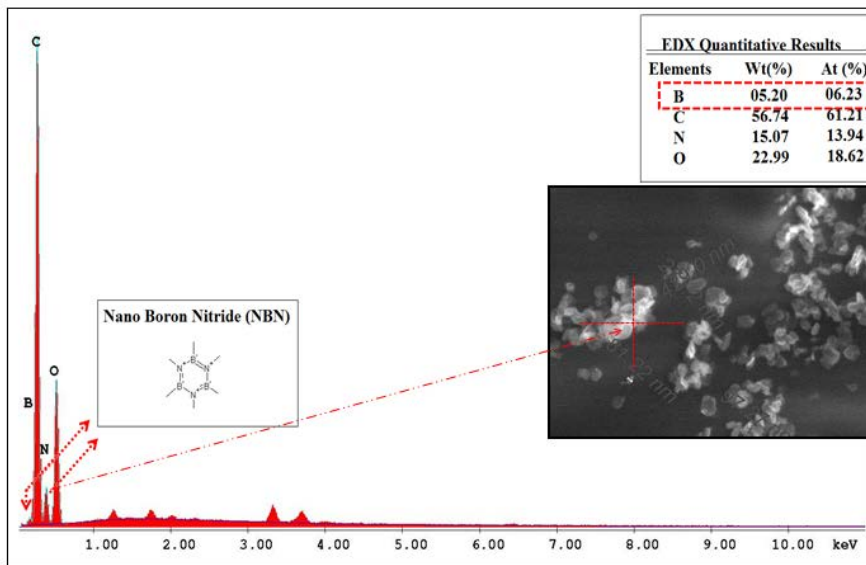 C
EDX Quantitative Results
Elements Wt(%) At (%)
B 05.20 06.23
C 56.74 61.21
N 15.07 13.94
O 22.99 18.62
Nano Boron Nitride (NBN)
B
N N
B B
N
O
B
N
nm
nm
1.00 2.00 3.00 4.00 5.00 6.00 7.00 8.00 9.00 10.00 keV